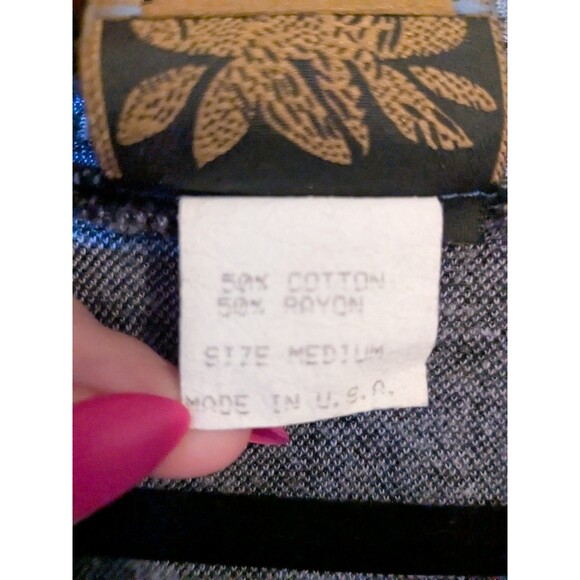 50% COTTON
50% RAYON
SIZE MEDIUM
MADE IN U.S.A.